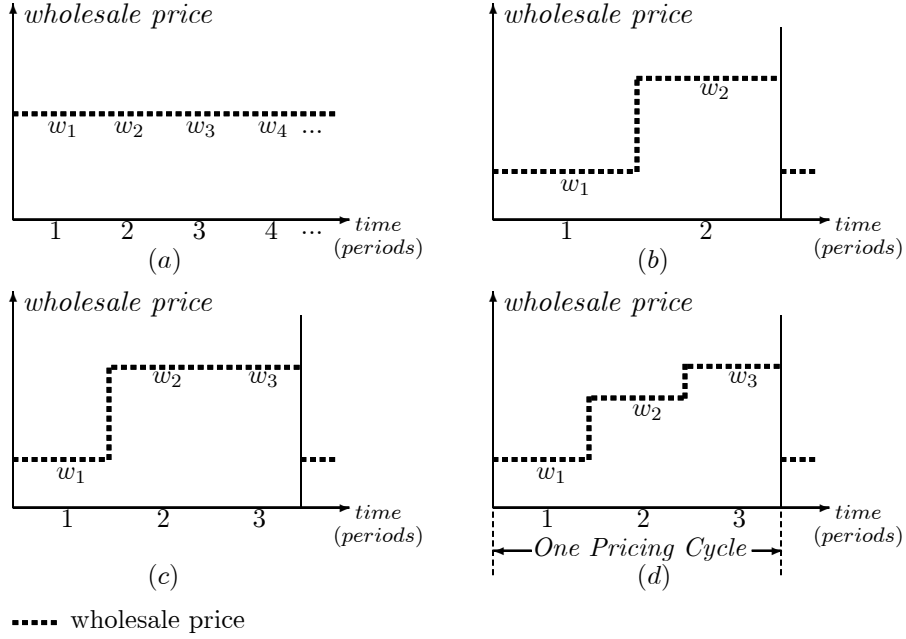 wholesale price
w1 w2 w3 w4 ...
1 2 3 4 ... time
(periods)
(a)
wholesale price
w2
w1
1 2 time
(periods)
(b)
wholesale price
w2 w3
w1
1 2 3 time
(periods)
(c)
wholesale price
w3
w2
w1
1 2 3 time
(periods)
One Pricing Cycle
(d)
wholesale price